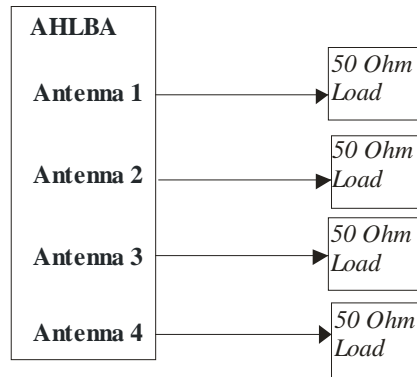 AHLBA
Antenna 1
50 Ohm
Load
Antenna 2
50 Ohm
Load
Antenna 3
50 Ohm
Load
Antenna 4
50 Ohm
Load